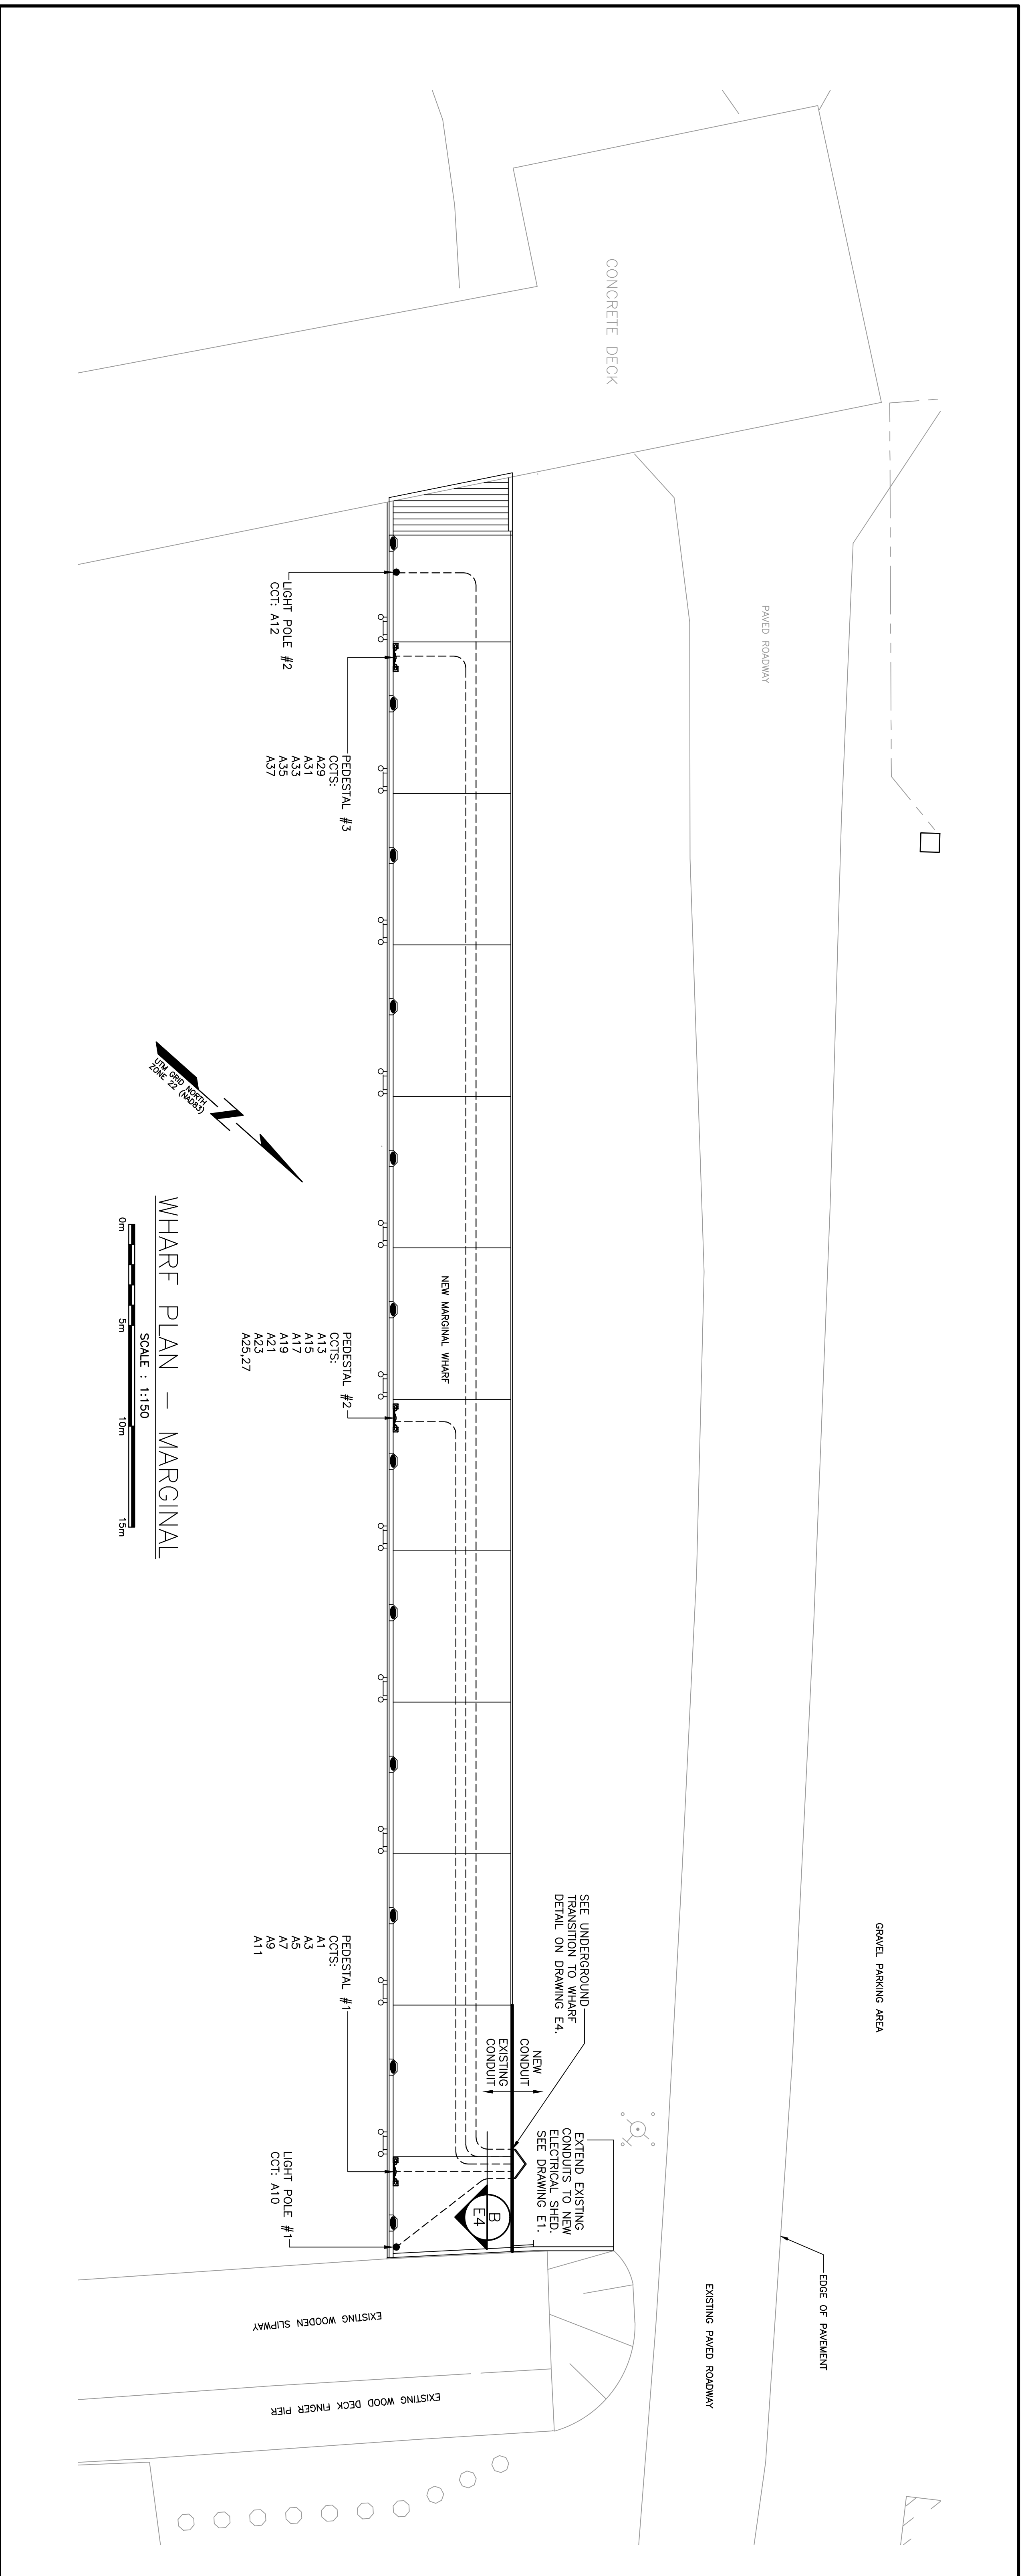 CONCRETE DECK
PAVED ROADWAY
GRAVEL PARKING AREA
EDGE OF PAVEMENT
EXISTING PAVED ROADWAY
LIGHT POLE #2
CCT: A12
PEDESTAL #3
CCTS:
A29
A31
A33
A35
A37
NEW MARGINAL WHARF
PEDESTAL #2
CCTS:
A13
A15
A17
A19
A21
A23
A25,27
SEE UNDERGROUND
TRANSITION TO WHARF
DETAIL ON DRAWING E4.
NEW
CONDUIT
EXISTING
CONDUIT
EXTEND EXISTING
CONDUITS TO NEW
ELECTRICAL SHED.
SEE DRAWING E1.
B
E4
PEDESTAL #1
CCTS:
A1
A3
A5
A7
A9
A11
LIGHT POLE #1
CCT: A10
EXISTING WOODEN SLIPWAY
EXISTING WOOD DECK FINGER PIER
UTM GRID NORTH
ZONE 22 (NAD83)
WHARF PLAN – MARGINAL
SCALE : 1:150
0m 5m 10m 15m